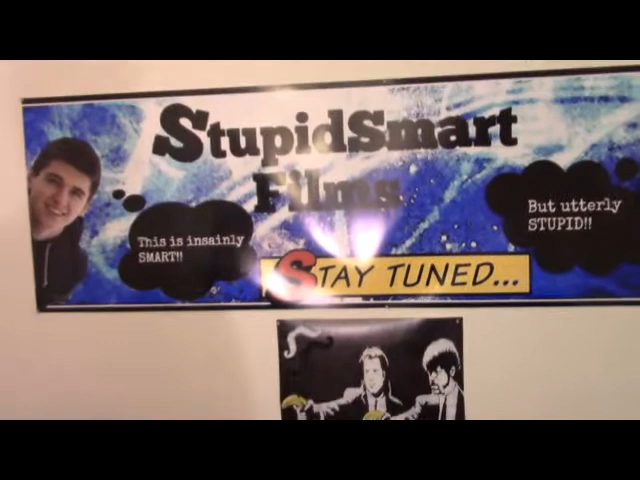 StupidSmart
Films
This is insainly
SMART!!
But utterly
STUPID!!
STAY TUNED...